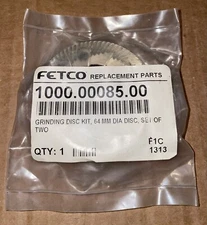 FETCO REPLACEMENT PARTS
1000.00085.00
GRINDING DISC KIT, 64 MM DIA DISC, SET OF
TWO
QTY: 1 F1C
1313